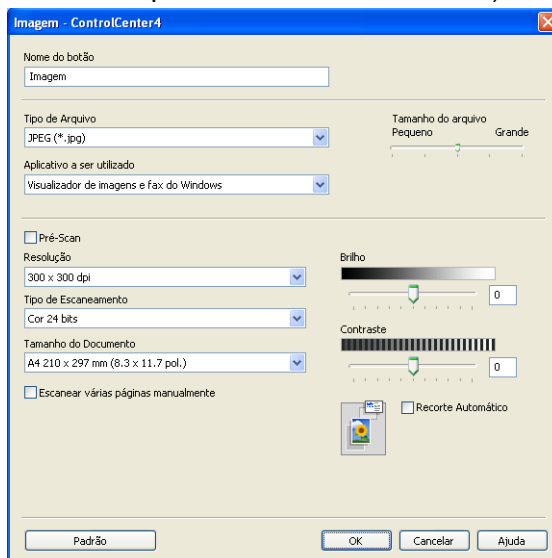 Imagem - ControlCenter4
Nome do botão
Imagem
Tipo de Arquivo
JPEG (*.jpg)
Tamanho do arquivo
Pequeno Grande
Aplicativo a ser utilizado
Visualizador de imagens e fax do Windows
Pré-Scan
Resolução
300 x 300 dpi
Tipo de Escaneamento
Cor 24 bits
Tamanho do Documento
A4 210 x 297 mm (8.3 x 11.7 pol.)
Escanear várias páginas manualmente
Brilho
0
Contraste
0
Recorte Automático
Padrão
OK
Cancelar
Ajuda